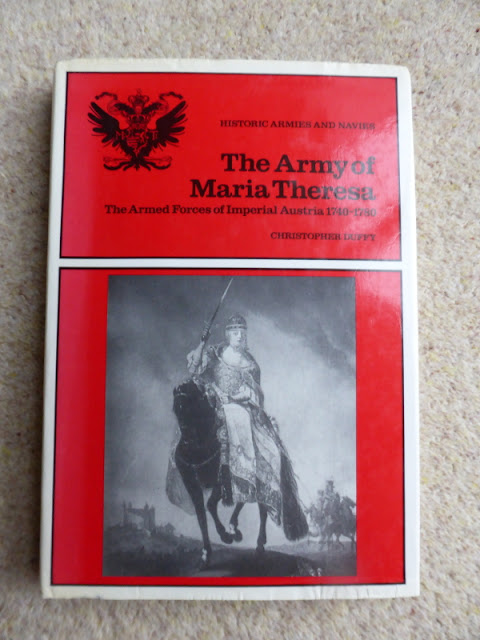 HISTORIC ARMIES AND NAVIES
The Army of
Maria Theresa
The Armed Forces of Imperial Austria 1740-1780
CHRISTOPHER DUFFY